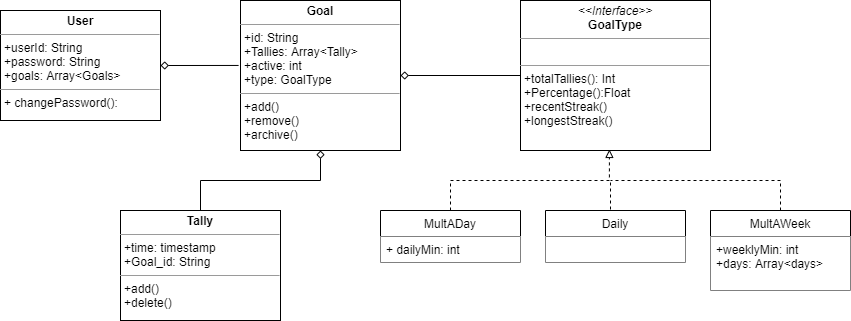 User
+userId: String
+password: String
+goals: Array<Goals>
+ changePassword():
Goal
+id: String
+Tallies: Array<Tally>
+active: int
+type: GoalType
+add()
+remove()
+archive()
<<Interface>>
GoalType
+totalTallies(): Int
+Percentage():Float
+recentStreak()
+longestStreak()
Tally
+time: timestamp
+Goal_id: String
+add()
+delete()
MultADay
+ dailyMin: int
Daily
MultAWeek
+weeklyMin: int
+days: Array<days>